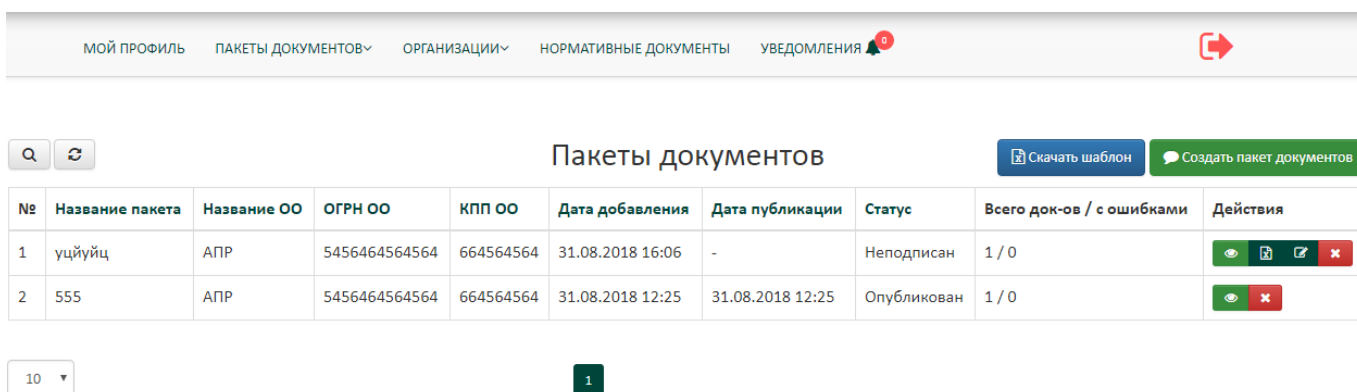 МОЙ ПРОФИЛЬ ПАКЕТЫ ДОКУМЕНТОВ ОРГАНИЗАЦИИ НОРМАТИВНЫЕ ДОКУМЕНТЫ УВЕДОМЛЕНИЯ 0
Пакеты документов Скачать шаблон Создать пакет документов
№ Название пакета Название ОО ОГРН ОО КПП ОО Дата добавления Дата публикации Статус Всего док-ов / с ошибками Действия
1 уцйуйц АПР 5456464564564 664564564 31.08.2018 16:06 - Неподписан 1 / 0
2 555 АПР 5456464564564 664564564 31.08.2018 12:25 31.08.2018 12:25 Опубликован 1 / 0
10 1